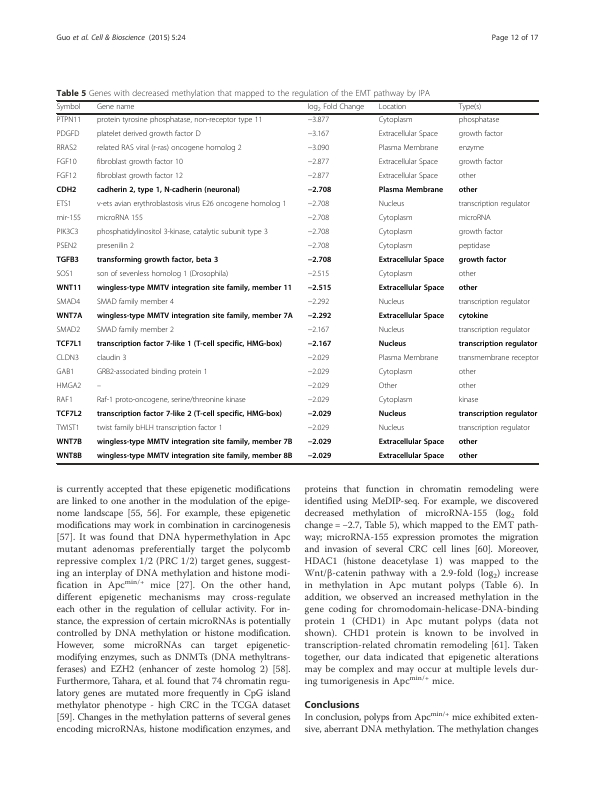 Guo et al. Cell & Bioscience (2015) 5:24
Page 12 of 17
Table 5 Genes with decreased methylation that mapped to the regulation of the EMT pathway by IPA
Symbol Gene name log2 Fold Change Location Type(s)
PTPN11 protein tyrosine phosphatase, non-receptor type 11 −3.877 Cytoplasm phosphatase
PDGFD platelet derived growth factor D −3.167 Extracellular Space growth factor
RRAS2 related RAS viral (r-ras) oncogene homolog 2 −3.090 Plasma Membrane enzyme
FGF10 fibroblast growth factor 10 −2.877 Extracellular Space growth factor
FGF12 fibroblast growth factor 12 −2.877 Extracellular Space other
CDH2 cadherin 2, type 1, N-cadherin (neuronal) −2.708 Plasma Membrane other
ETS1 v-ets avian erythroblastosis virus E26 oncogene homolog 1 −2.708 Nucleus transcription regulator
mir-155 microRNA 155 −2.708 Cytoplasm microRNA
PIK3C3 phosphatidylinositol 3-kinase, catalytic subunit type 3 −2.708 Cytoplasm growth factor
PSEN2 presenilin 2 −2.708 Cytoplasm peptidase
TGFB3 transforming growth factor, beta 3 −2.708 Extracellular Space growth factor
SOS1 son of sevenless homolog 1 (Drosophila) −2.515 Cytoplasm other
WNT11 wingless-type MMTV integration site family, member 11 −2.515 Extracellular Space other
SMAD4 SMAD family member 4 −2.292 Nucleus transcription regulator
WNT7A wingless-type MMTV integration site family, member 7A −2.292 Extracellular Space cytokine
SMAD2 SMAD family member 2 −2.167 Nucleus transcription regulator
TCF7L1 transcription factor 7-like 1 (T-cell specific, HMG-box) −2.167 Nucleus transcription regulator
CLDN3 claudin 3 −2.029 Plasma Membrane transmembrane receptor
GAB1 GRB2-associated binding protein 1 −2.029 Cytoplasm other
HMGA2 – −2.029 Other other
RAF1 Raf-1 proto-oncogene, serine/threonine kinase −2.029 Cytoplasm kinase
TCF7L2 transcription factor 7-like 2 (T-cell specific, HMG-box) −2.029 Nucleus transcription regulator
TWIST1 twist family bHLH transcription factor 1 −2.029 Nucleus transcription regulator
WNT7B wingless-type MMTV integration site family, member 7B −2.029 Extracellular Space other
WNT8B wingless-type MMTV integration site family, member 8B −2.029 Extracellular Space other
is currently accepted that these epigenetic modifications
are linked to one another in the modulation of the epige-
nome landscape [55, 56]. For example, these epigenetic
modifications may work in combination in carcinogenesis
[57]. It was found that DNA hypermethylation in Apc
mutant adenomas preferentially target the polycomb
repressive complex 1/2 (PRC 1/2) target genes, suggest-
ing an interplay of DNA methylation and histone modi-
fication in Apcmin/+ mice [27]. On the other hand,
different epigenetic mechanisms may cross-regulate
each other in the regulation of cellular activity. For in-
stance, the expression of certain microRNAs is potentially
controlled by DNA methylation or histone modification.
However, some microRNAs can target epigenetic-
modifying enzymes, such as DNMTs (DNA methyltrans-
ferases) and EZH2 (enhancer of zeste homolog 2) [58].
Furthermore, Tahara, et al. found that 74 chromatin regu-
latory genes are mutated more frequently in CpG island
methylator phenotype - high CRC in the TCGA dataset
[59]. Changes in the methylation patterns of several genes
encoding microRNAs, histone modification enzymes, and
proteins that function in chromatin remodeling were
identified using MeDIP-seq. For example, we discovered
decreased methylation of microRNA-155 (log2 fold
change = −2.7, Table 5), which mapped to the EMT path-
way; microRNA-155 expression promotes the migration
and invasion of several CRC cell lines [60]. Moreover,
HDAC1 (histone deacetylase 1) was mapped to the
Wnt/β-catenin pathway with a 2.9-fold (log2) increase
in methylation in Apc mutant polyps (Table 6). In
addition, we observed an increased methylation in the
gene coding for chromodomain-helicase-DNA-binding
protein 1 (CHD1) in Apc mutant polyps (data not
shown). CHD1 protein is known to be involved in
transcription-related chromatin remodeling [61]. Taken
together, our data indicated that epigenetic alterations
may be complex and may occur at multiple levels dur-
ing tumorigenesis in Apcmin/+ mice.
Conclusions
In conclusion, polyps from Apcmin/+ mice exhibited exten-
sive, aberrant DNA methylation. The methylation changes